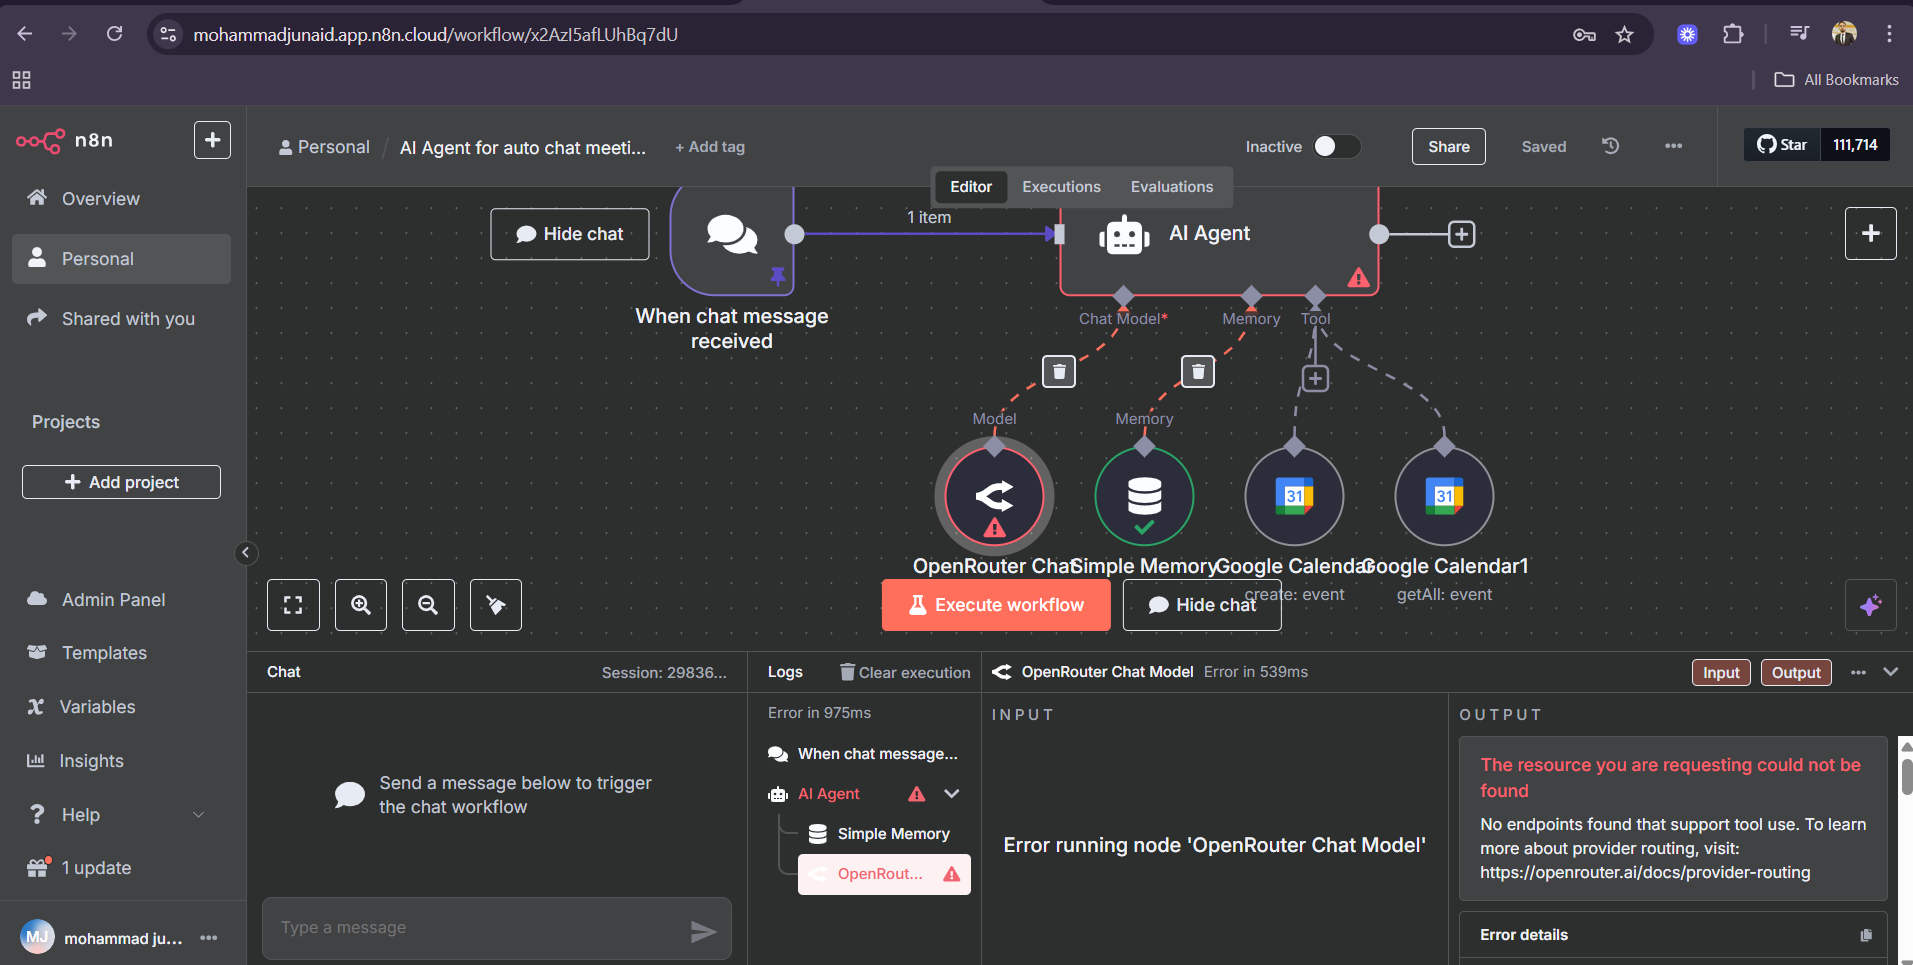 mohammadjunaid.app.n8n.cloud/workflow/x2AzI5afLUhBq7dU
All Bookmarks
n8n
Personal / AI Agent for auto chat meeti... + Add tag
Inactive
Share
Saved
Star 111,714
Editor Executions Evaluations
Overview
Personal
Shared with you
Projects
Add project
Admin Panel
Templates
Variables
Insights
Help
1 update
MJ mohammad ju...
Hide chat
1 item
AI Agent
When chat message
received
Chat Model*
Memory
Tool
Model
Memory
31
31
OpenRouter Chat
Simple Memory
Google Calendar
Google Calendar1
create: event
getAll: event
Execute workflow
Hide chat
Chat
Session: 29836...
Send a message below to trigger
the chat workflow
Type a message
Logs
Clear execution
Error in 975ms
When chat message...
AI Agent
Simple Memory
OpenRout...
OpenRouter Chat Model Error in 539ms
Input
Output
INPUT
Error running node 'OpenRouter Chat Model'
OUTPUT
The resource you are requesting could not be
found
No endpoints found that support tool use. To learn
more about provider routing, visit:
https://openrouter.ai/docs/provider-routing
Error details